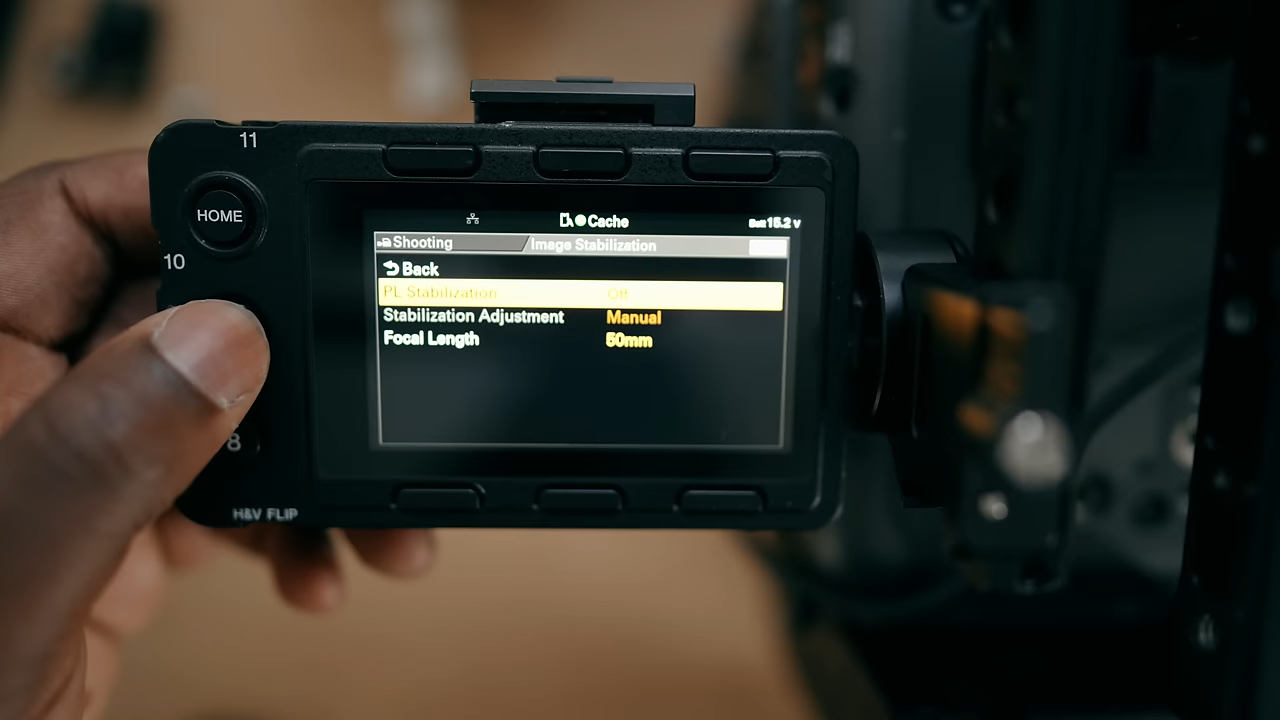 11
HOME
10
8
H&V FLIP
Cache
Batt 15.2 V
Shooting
Image Stabilization
Back
PL Stabilization Off
Stabilization Adjustment Manual
Focal Length 50mm